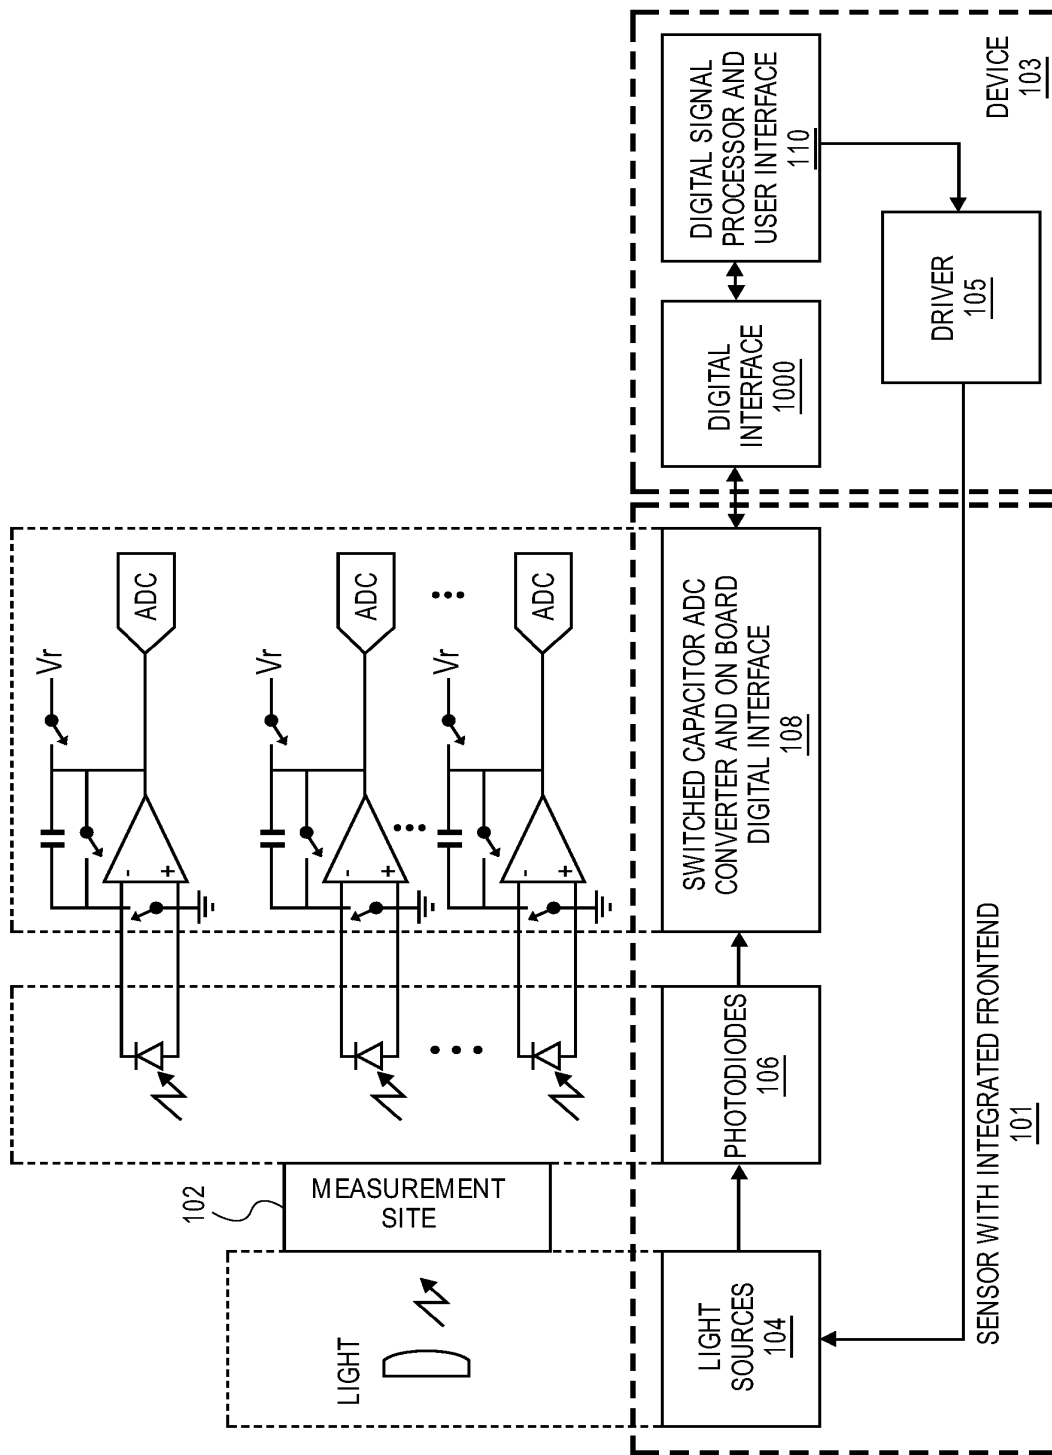 LIGHT
102
MEASUREMENT
SITE
Vr
Vr
Vr
-
+
-
+
-
+
ADC
ADC
ADC
LIGHT
SOURCES
104
PHOTODIODES
106
SWITCHED CAPACITOR ADC
CONVERTER AND ON BOARD
DIGITAL INTERFACE
108
DIGITAL
INTERFACE
1000
DIGITAL SIGNAL
PROCESSOR AND
USER INTERFACE
110
DRIVER
105
SENSOR WITH INTEGRATED FRONTEND
101
DEVICE
103